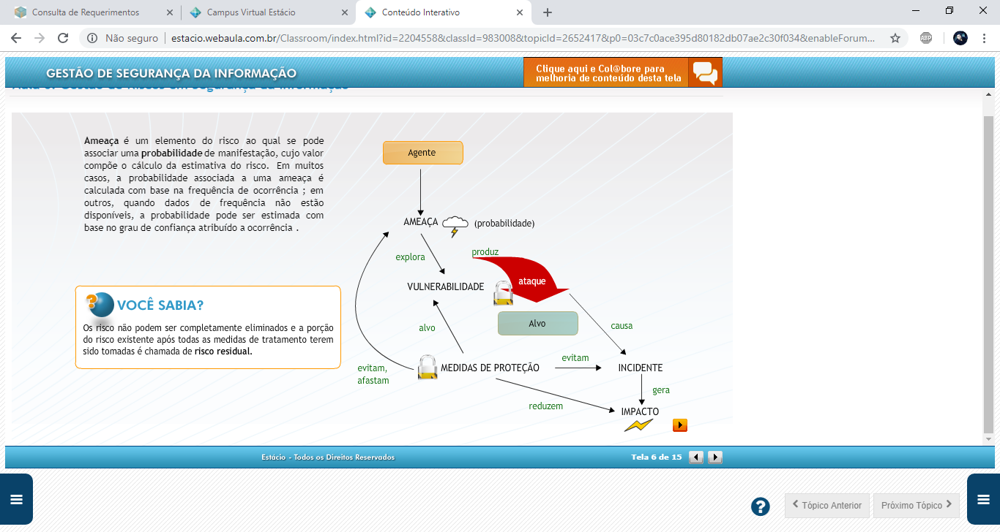 Consulta de Requerimentos
Campus Virtual Estácio
Conteúdo Interativo
Não seguro
estacio.webaula.com.br/Classroom/index.html?id=2204558&classId=983008&topicId=2652417&p0=03c7c0ace395d80182db07ae2c30f034&enableForum...
ABP
GESTÃO DE SEGURANÇA DA INFORMAÇÃO
Clique aqui e Col@bore para
melhoria de conteúdo desta tela
Gestão de Riscos em Segurança da Informação
Ameaça é um elemento do risco ao qual se pode
associar uma probabilidade de manifestação, cujo valor
compõe o cálculo da estimativa do risco. Em muitos
casos, a probabilidade associada a uma ameaça é
calculada com base na frequência de ocorrência ; em
outros, quando dados de frequência não estão
disponíveis, a probabilidade pode ser estimada com
base no grau de confiança atribuído a ocorrência .
VOCÊ SABIA?
Os risco não podem ser completamente eliminados e a porção
do risco existente após todas as medidas de tratamento terem
sido tomadas é chamada de risco residual.
Agente
AMEAÇA
(probabilidade)
explora
produz
VULNERABILIDADE
ataque
Alvo
alvo
causa
evitam,
afastam
MEDIDAS DE PROTEÇÃO
evitam
INCIDENTE
gera
reduzem
IMPACTO
Estácio - Todos os Direitos Reservados
Tela 6 de 15
?
Tópico Anterior
Próximo Tópico